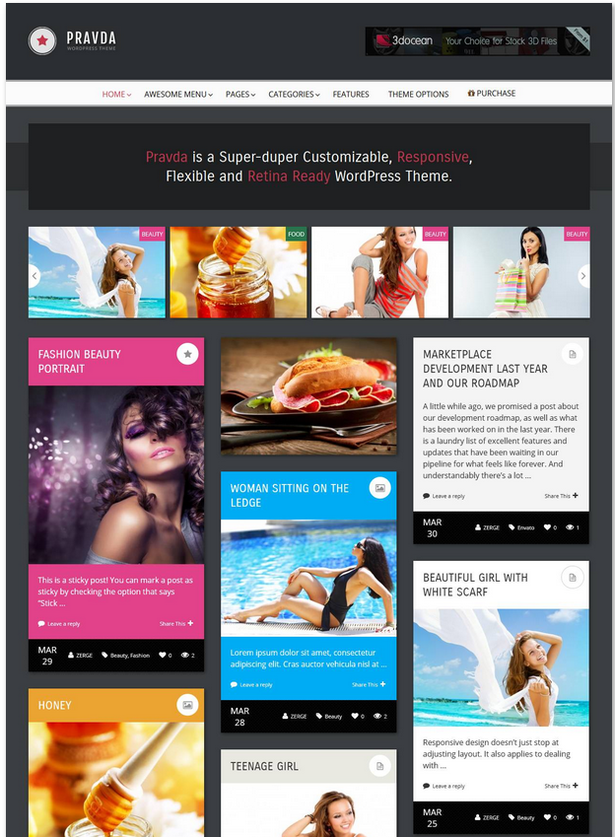 PRAVDA
WORDPRESS THEME
3docean Your Choice for Stock 3D Files From $1
HOME AWESOME MENU PAGES CATEGORIES FEATURES THEME OPTIONS PURCHASE
Pravda is a Super-duper Customizable, Responsive,
Flexible and Retina Ready WordPress Theme.
BEAUTY
FOOD
BEAUTY
BEAUTY
FASHION BEAUTY
PORTRAIT
This is a sticky post! You can mark a post as
sticky by checking the option that says
“Stick ...
Leave a reply Share This
MAR
29
ZERGE Beauty, Fashion 0 2
HONEY
WOMAN SITTING ON THE
LEDGE
Lorem ipsum dolor sit amet, consectetur
adipiscing elit. Cras auctor vehicula nisl at ...
Leave a reply Share This
MAR
28
ZERGE Beauty 0 2
TEENAGE GIRL
MARKETPLACE
DEVELOPMENT LAST YEAR
AND OUR ROADMAP
A little while ago, we promised a post about
our development roadmap, as well as what
has been worked on in the last year. There
is a laundry list of excellent features and
updates that have been waiting in our
pipeline for what feels like forever. And
understandably there’s a lot ...
Leave a reply Share This
MAR
30
ZERGE Envato 0 1
BEAUTIFUL GIRL WITH
WHITE SCARF
Responsive design doesn’t just stop at
adjusting layout. It also applies to dealing
with ...
Leave a reply Share This
MAR
25
ZERGE Beauty 0 1